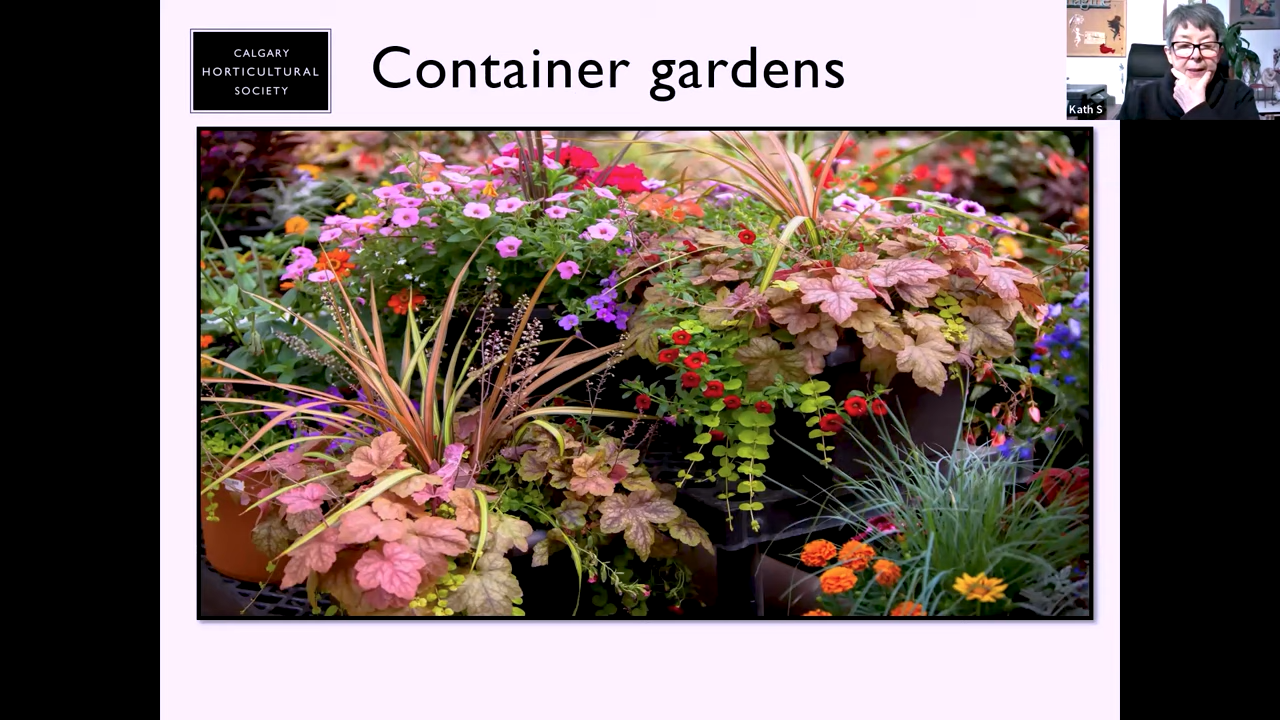 CALGARY
HORTICULTURAL
SOCIETY
Container gardens
Kath S